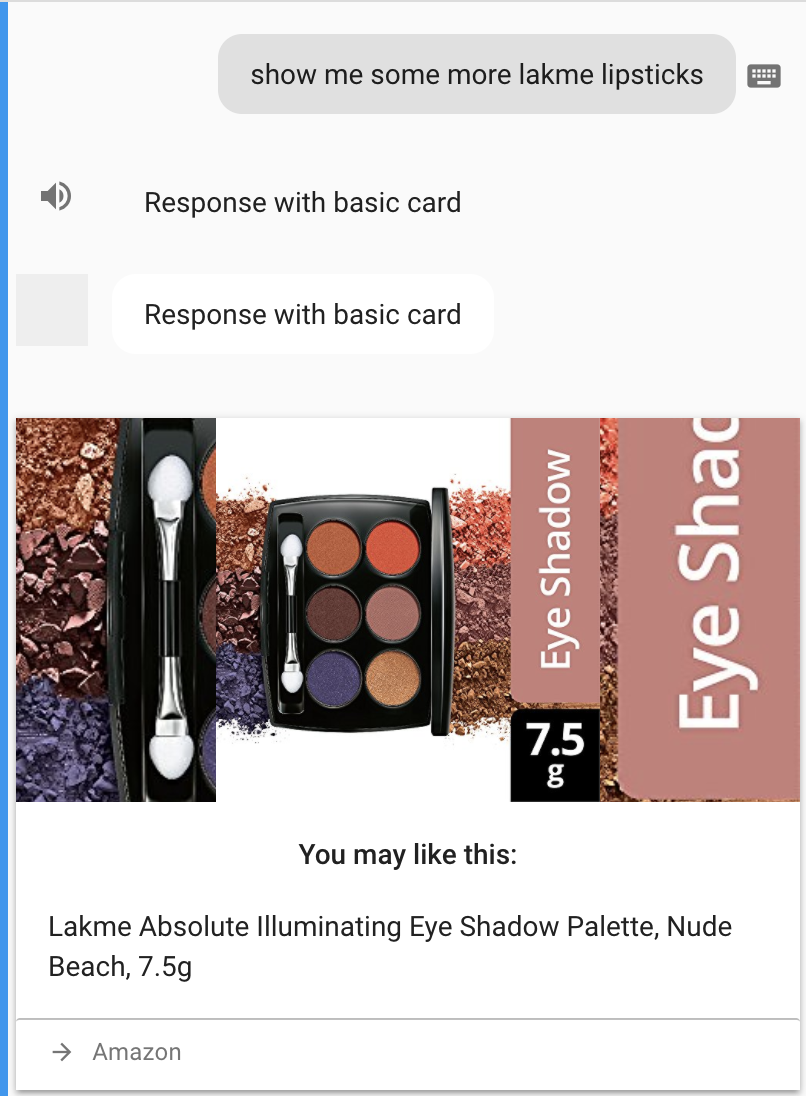 show me some more lakme lipsticks
Response with basic card
Response with basic card
Eye Shadow
7.5
g
Eye Shad
You may like this:
Lakme Absolute Illuminating Eye Shadow Palette, Nude
Beach, 7.5g
Amazon